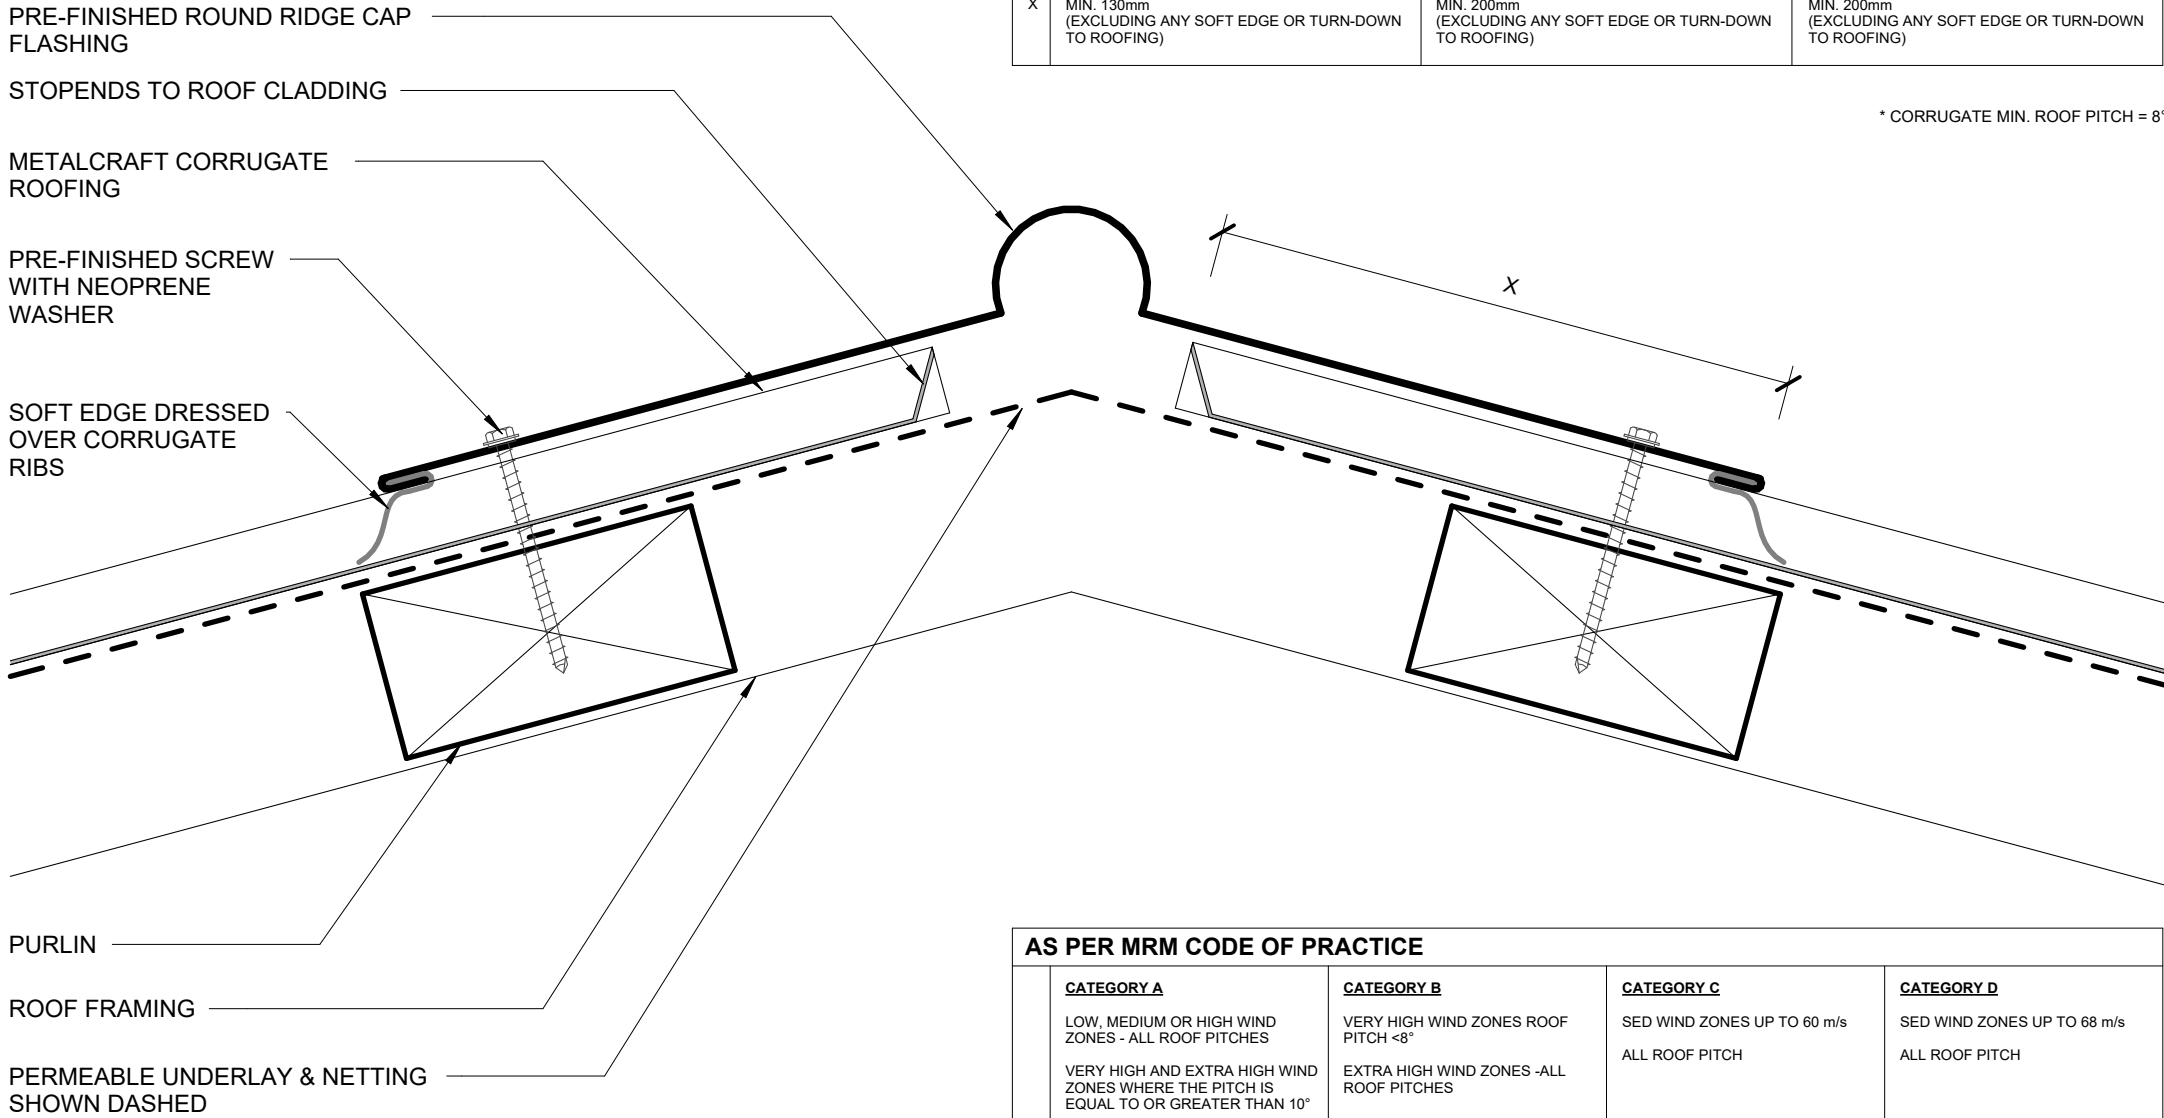 PRE-FINISHED ROUND RIDGE CAP
FLASHING
STOPENDS TO ROOF CLADDING
METALCRAFT CORRUGATE
ROOFING
PRE-FINISHED SCREW
WITH NEOPRENE
WASHER
SOFT EDGE DRESSED
OVER CORRUGATE
RIBS
PURLIN
ROOF FRAMING
PERMEABLE UNDERLAY & NETTING
SHOWN DASHED
X
MIN. 130mm
(EXCLUDING ANY SOFT EDGE OR TURN-DOWN
TO ROOFING)
MIN. 200mm
(EXCLUDING ANY SOFT EDGE OR TURN-DOWN
TO ROOFING)
MIN. 200mm
(EXCLUDING ANY SOFT EDGE OR TURN-DOWN
TO ROOFING)
* CORRUGATE MIN. ROOF PITCH = 8°
X
AS PER MRM CODE OF PRACTICE
CATEGORY A
LOW, MEDIUM OR HIGH WIND
ZONES - ALL ROOF PITCHES
VERY HIGH AND EXTRA HIGH WIND
ZONES WHERE THE PITCH IS
EQUAL TO OR GREATER THAN 10°
CATEGORY B
VERY HIGH WIND ZONES ROOF
PITCH <8°
EXTRA HIGH WIND ZONES -ALL
ROOF PITCHES
CATEGORY C
SED WIND ZONES UP TO 60 m/s
ALL ROOF PITCH
CATEGORY D
SED WIND ZONES UP TO 68 m/s
ALL ROOF PITCH